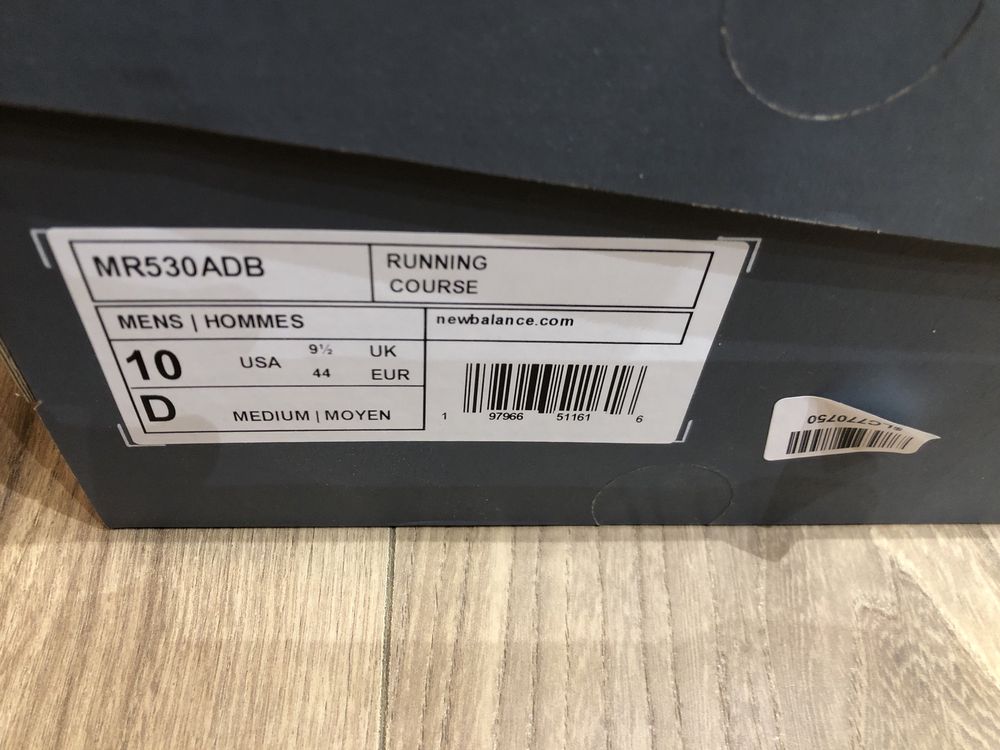 MR530ADB
RUNNING
COURSE
MENS | HOMMES
newbalance.com
10 USA 9½ UK
44 EUR
D MEDIUM | MOYEN
1 97966 51161 6
SLC770750